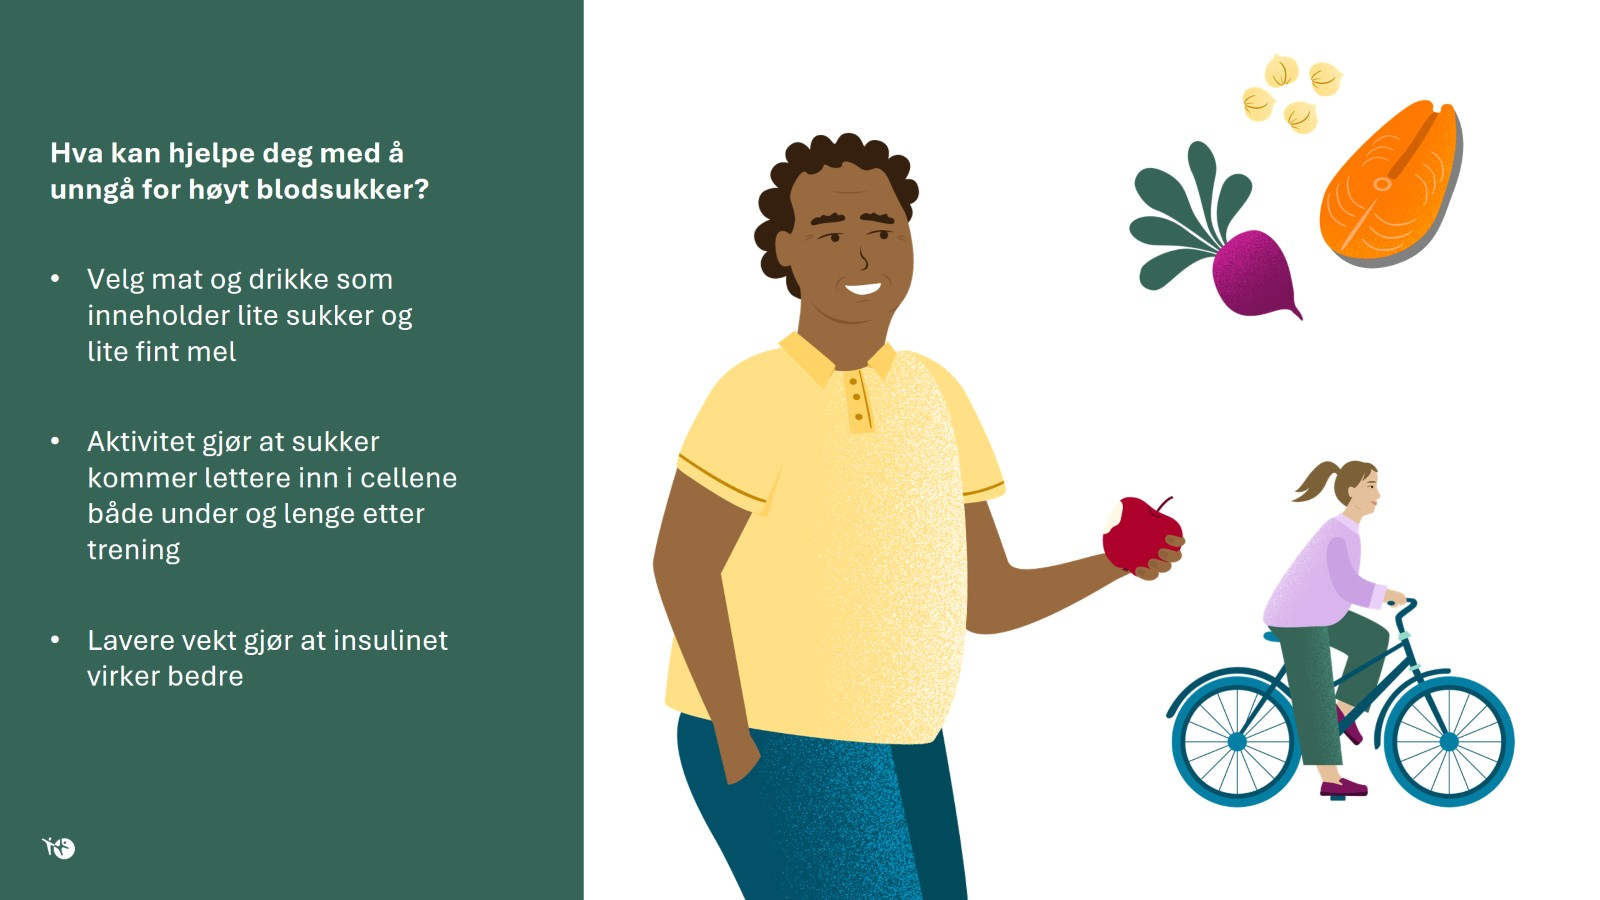 Hva kan hjelpe deg med å
unngå for høyt blodsukker?
• Velg mat og drikke som
inneholder lite sukker og
lite fint mel
• Aktivitet gjør at sukker
kommer lettere inn i cellene
både under og lenge etter
trening
• Lavere vekt gjør at insulinet
virker bedre